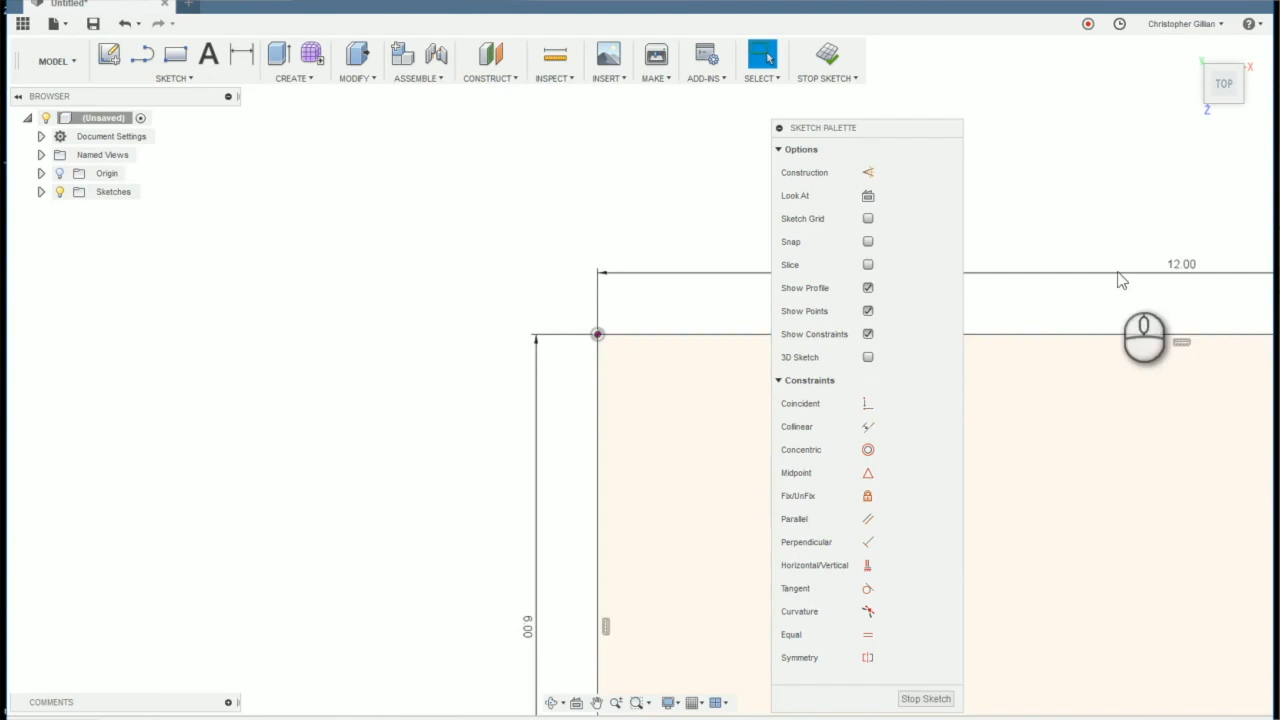 Untitled*
Christopher Gillian
MODEL
SKETCH
CREATE
MODIFY
ASSEMBLE
CONSTRUCT
INSPECT
INSERT
MAKE
ADD-INS
SELECT
STOP SKETCH
BROWSER
(Unsaved)
Document Settings
Named Views
Origin
Sketches
TOP
X
Y
Z
SKETCH PALETTE
Options
Construction
Look At
Sketch Grid
Snap
Slice
Show Profile
Show Points
Show Constraints
3D Sketch
Constraints
Coincident
Collinear
Concentric
Midpoint
Fix/UnFix
Parallel
Perpendicular
Horizontal/Vertical
Tangent
Curvature
Equal
Symmetry
Stop Sketch
12.00
6.00
COMMENTS